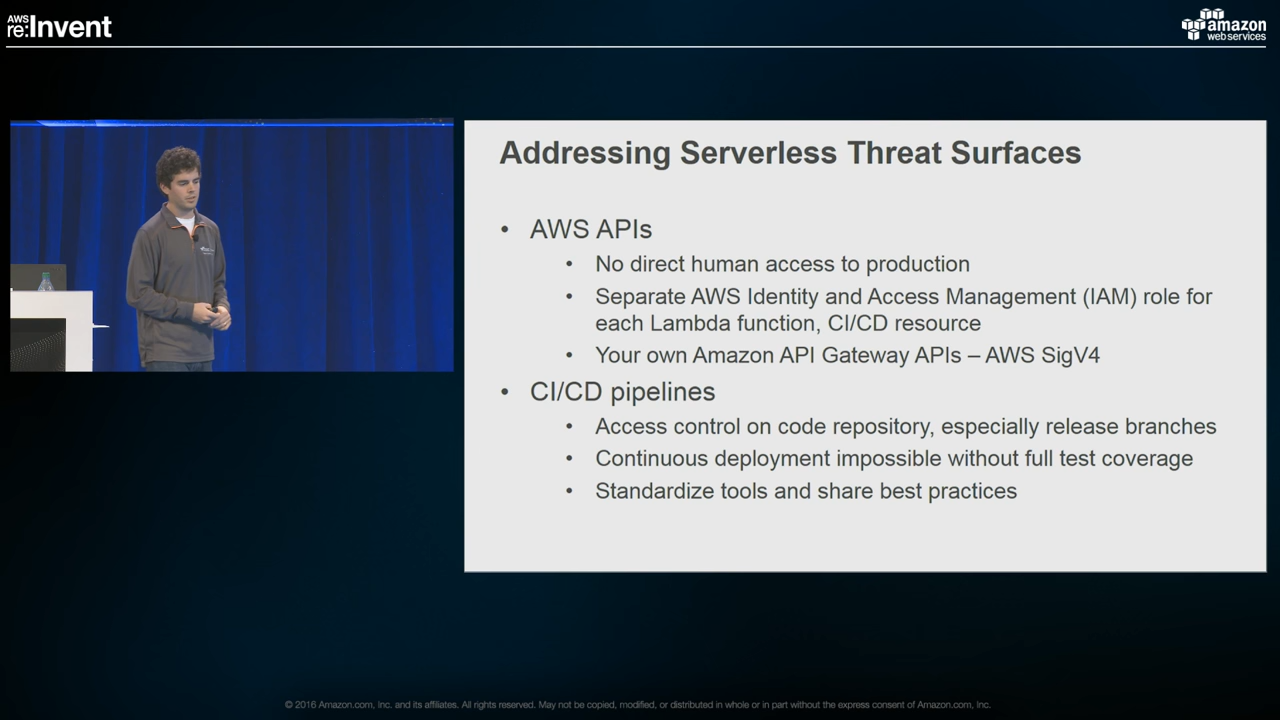 AWS
re:Invent
amazon
web services
Addressing Serverless Threat Surfaces
• AWS APIs
• No direct human access to production
• Separate AWS Identity and Access Management (IAM) role for
each Lambda function, CI/CD resource
• Your own Amazon API Gateway APIs – AWS SigV4
• CI/CD pipelines
• Access control on code repository, especially release branches
• Continuous deployment impossible without full test coverage
• Standardize tools and share best practices
© 2016 Amazon.com, Inc. and its affiliates. All rights reserved. May not be copied, modified, or distributed in whole or in part without the express consent of Amazon.com, Inc.